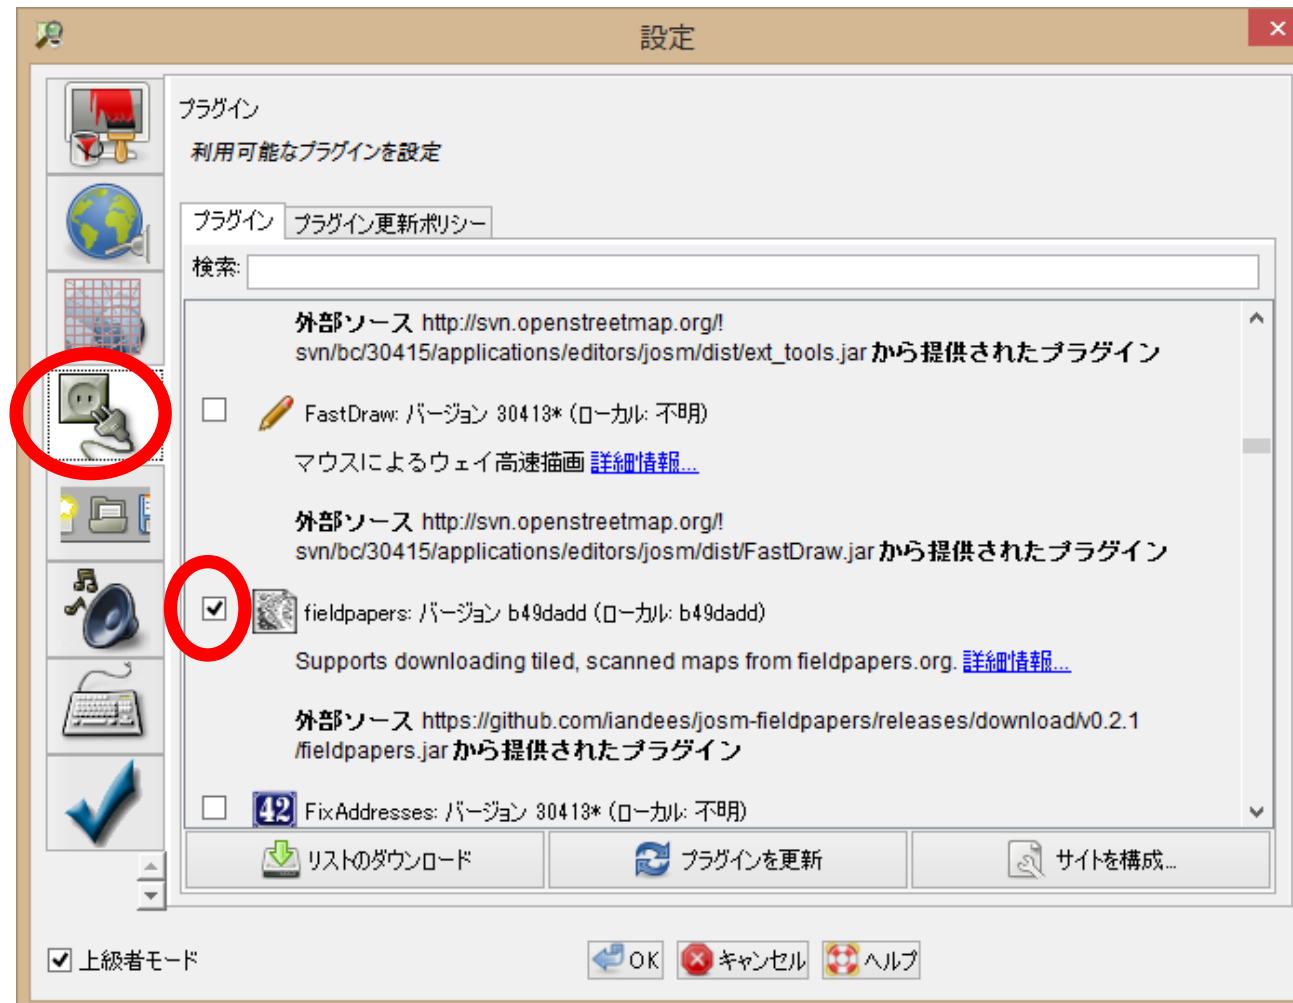 設定
プラグイン
利用可能なプラグインを設定
プラグイン プラグイン更新ポリシー
検索:
外部ソース http://svn.openstreetmap.org/!
svn/bc/30415/applications/editors/josm/dist/ext_tools.jar から提供されたプラグイン
FastDraw: バージョン 30413* (ローカル: 不明)
マウスによるウェイ高速描画 詳細情報...
外部ソース http://svn.openstreetmap.org/!
svn/bc/30415/applications/editors/josm/dist/FastDraw.jar から提供されたプラグイン
fieldpapers: バージョン b49dadd (ローカル: b49dadd)
Supports downloading tiled, scanned maps from fieldpapers.org. 詳細情報...
外部ソース https://github.com/iandees/josm-fieldpapers/releases/download/v0.2.1
/fieldpapers.jar から提供されたプラグイン
42 FixAddresses: バージョン 30413* (ローカル: 不明)
リストのダウンロード プラグインを更新 サイトを構成...
上級者モード OK キャンセル ヘルプ